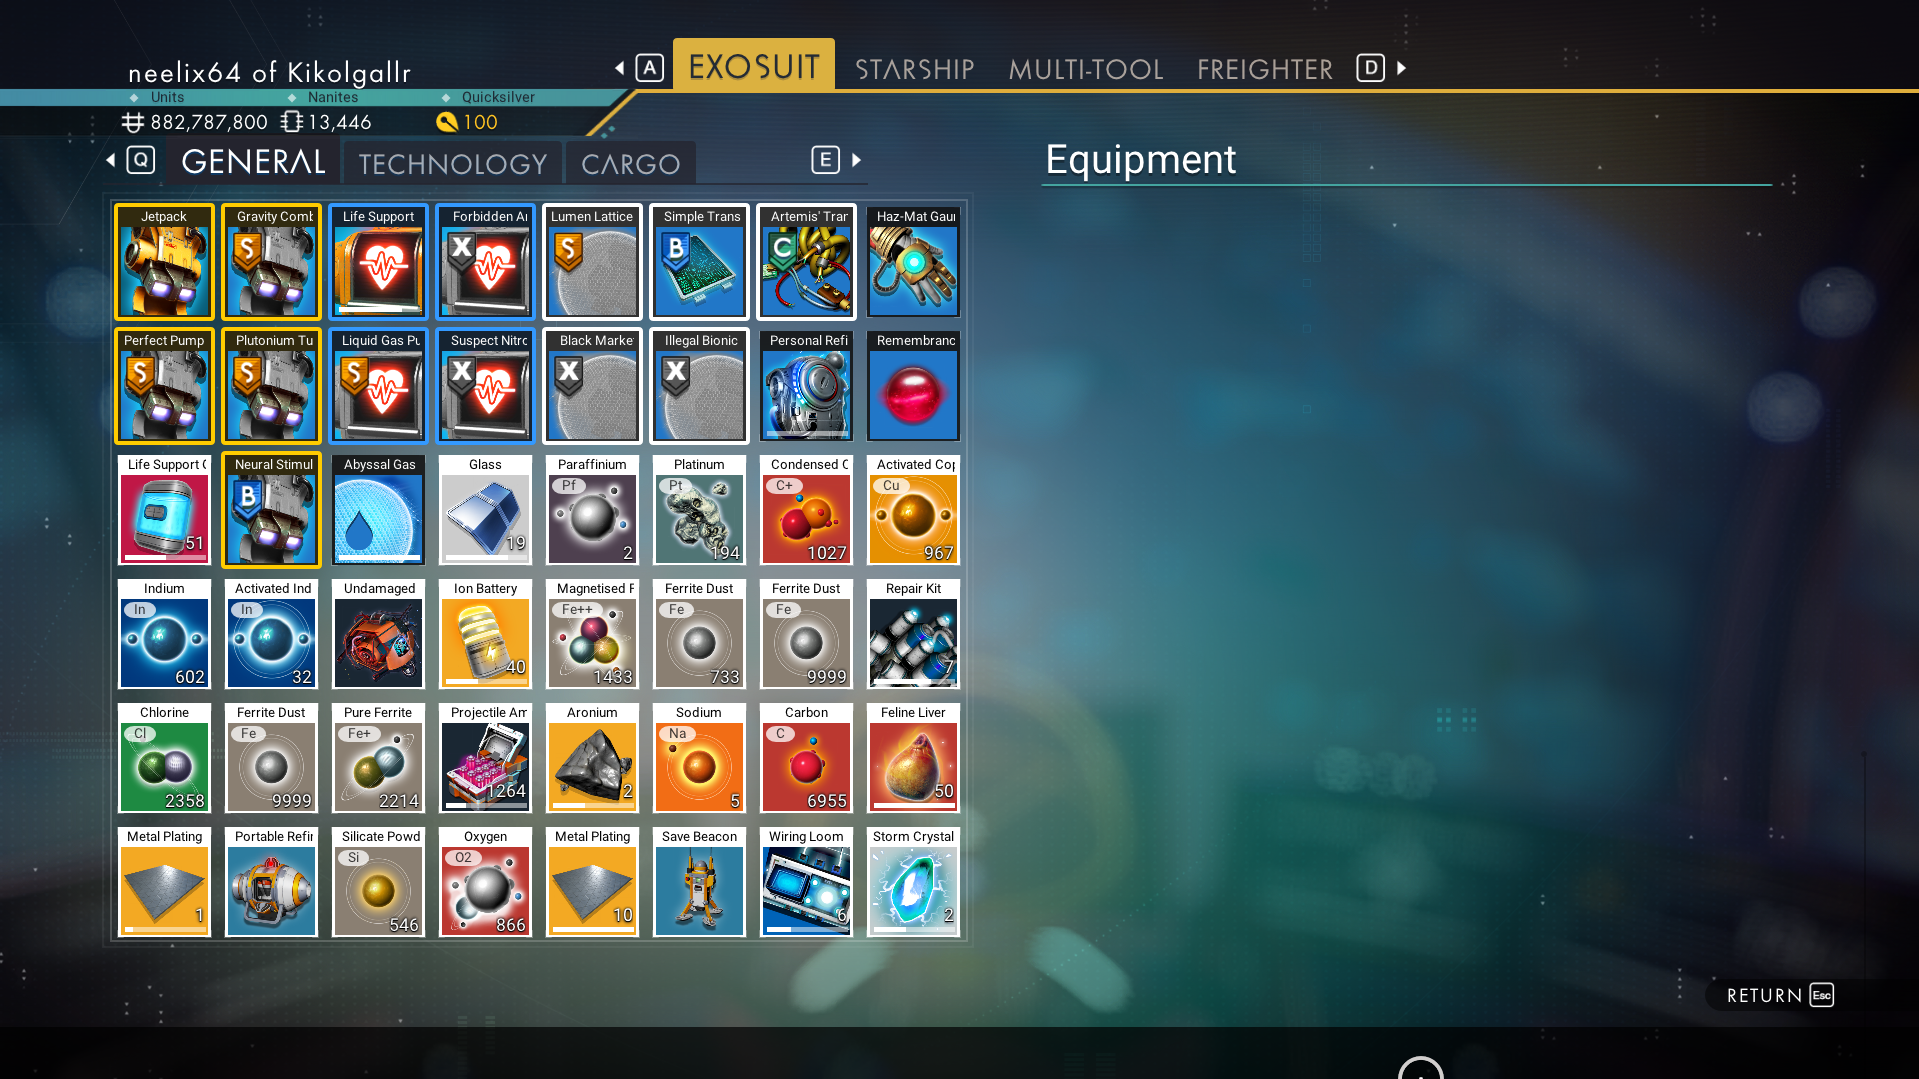 neelix64 of Kikolgallr
A EXOSUIT STARSHIP MULTI-TOOL FREIGHTER D
Units Nanites Quicksilver
882,787,800 13,446 100
Q GENERAL TECHNOLOGY CARGO E
Equipment
Jetpack Gravity Comb Life Support Forbidden Lumen Lattice Simple Trans Artemis' Tran Haz-Mat Gau
S X S B C
Perfect Pump Plutonium Tu Liquid Gas Pu Suspect Nitro Black Marke Illegal Bionic Personal Refi Remembranc
S S S X X X
Life Support Neural Stimul Abyssal Gas Glass Paraffinium Platinum Condensed C Activated Cop
B Pf Pt C+ Cu
51 19 2 194 1027 967
Indium Activated Ind Undamaged Ion Battery Magnetised F Ferrite Dust Ferrite Dust Repair Kit
In In Fe++ Fe Fe
602 32 40 1433 733 9999 7
Chlorine Ferrite Dust Pure Ferrite Projectile Am Aronium Sodium Carbon Feline Liver
Cl Fe Fe+ Na C
2358 9999 2214 1264 2 5 6955 50
Metal Plating Portable Refin Silicate Powd Oxygen Metal Plating Save Beacon Wiring Loom Storm Crystal
Si O2
1 546 866 10 6 2
RETURN Esc